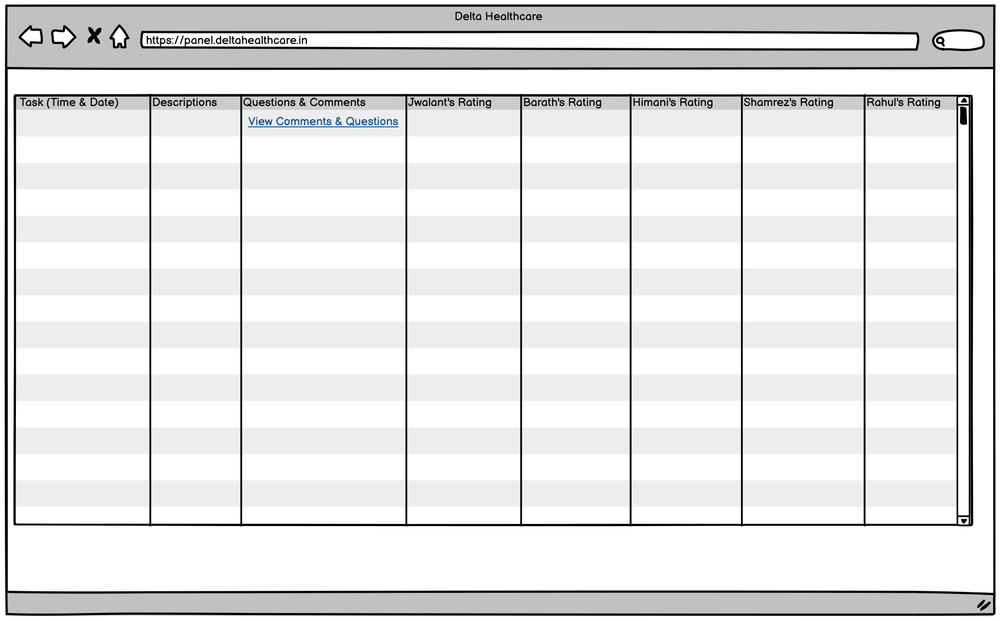 Delta Healthcare
https://panel.deltahealthcare.in
Task (Time & Date) Descriptions Questions & Comments Jwalant's Rating Barath's Rating Himani's Rating Shamrez's Rating Rahul's Rating
View Comments & Questions